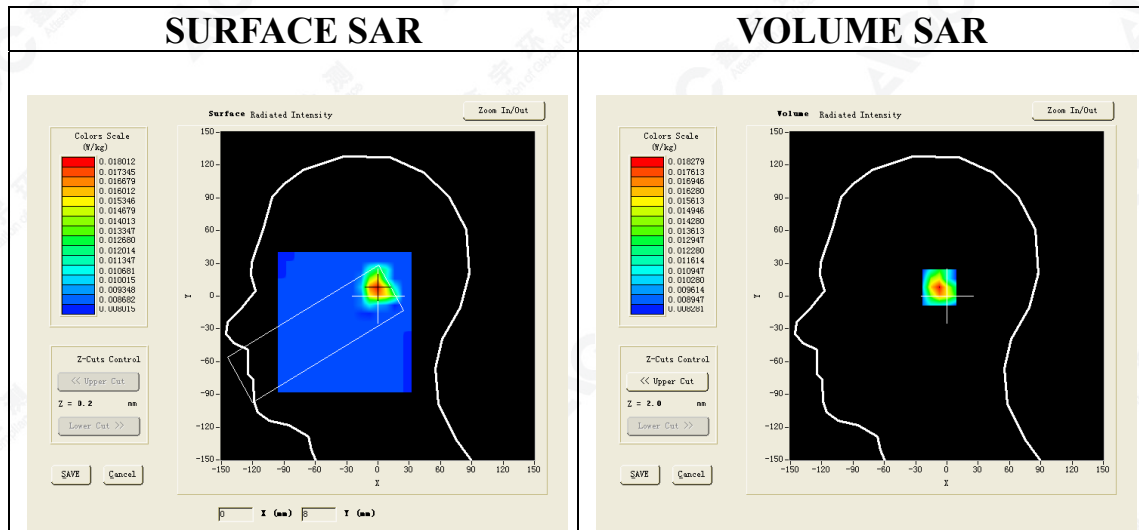 SURFACE SAR
VOLUME SAR
Surface Radiated Intensity
Zoom In/Out
Colors Scale
(W/kg)
0.018012
0.017345
0.016679
0.016012
0.015346
0.014679
0.014013
0.013347
0.012680
0.012014
0.011347
0.010681
0.010015
0.009348
0.008682
0.008015
150
120
90
60
30
0
-30
-60
-90
-120
-150
Y
-150 -120 -90 -60 -30 0 30 60 90 120 150
X
Z-Cuts Control
<< Upper Cut
Z = 0.2 mm
Lower Cut >>
SAVE Cancel
0 X (mm) 8 Y (mm)
Volume Radiated Intensity
Zoom In/Out
Colors Scale
(W/kg)
0.018279
0.017613
0.016946
0.016280
0.015613
0.014946
0.014280
0.013613
0.012947
0.012280
0.011614
0.010947
0.010280
0.009614
0.008947
0.008281
150
120
90
60
30
0
-30
-60
-90
-120
-150
Y
-150 -120 -90 -60 -30 0 30 60 90 120 150
X
Z-Cuts Control
<< Upper Cut
Z = 2.0 mm
Lower Cut >>
SAVE Cancel